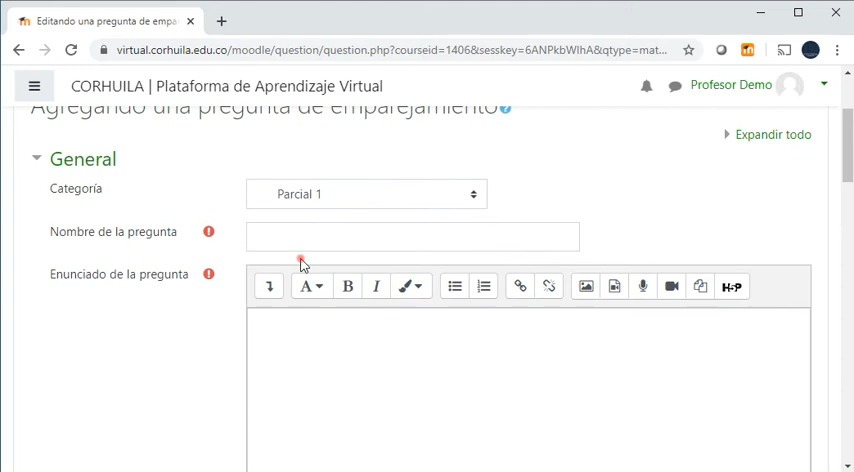 Editando una pregunta de empa
virtual.corhuila.edu.co/moodle/question/question.php?courseid=1406&sesskey=6ANPkbWIhA&qtype=mat...
CORHUILA | Plataforma de Aprendizaje Virtual
Profesor Demo
Agregando una pregunta de emparejamiento
Expandir todo
General
Categoría
Parcial 1
Nombre de la pregunta
Enunciado de la pregunta
A
B
I
H5P